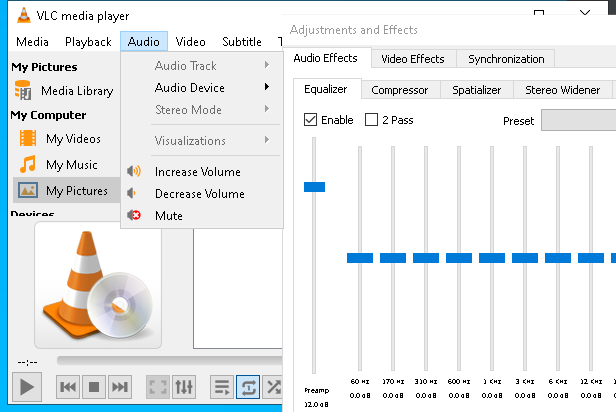 VLC media player
Media Playback Audio Video Subtitle
My Pictures
Media Library
My Computer
My Videos
My Music
My Pictures
Devices
Audio Track
Audio Device
Stereo Mode
Visualizations
Increase Volume
Decrease Volume
Mute
--:--
Adjustments and Effects
Audio Effects Video Effects Synchronization
Equalizer Compressor Spatializer Stereo Widener
Enable 2 Pass Preset
60 Hz 170 Hz 310 Hz 600 Hz 1 KHz 3 KHz 6 KHz 12 KHz
Preamp 0.0 dB 0.0 dB 0.0 dB 0.0 dB 0.0 dB 0.0 dB 0.0 dB 0.0 dB
12.0 dB